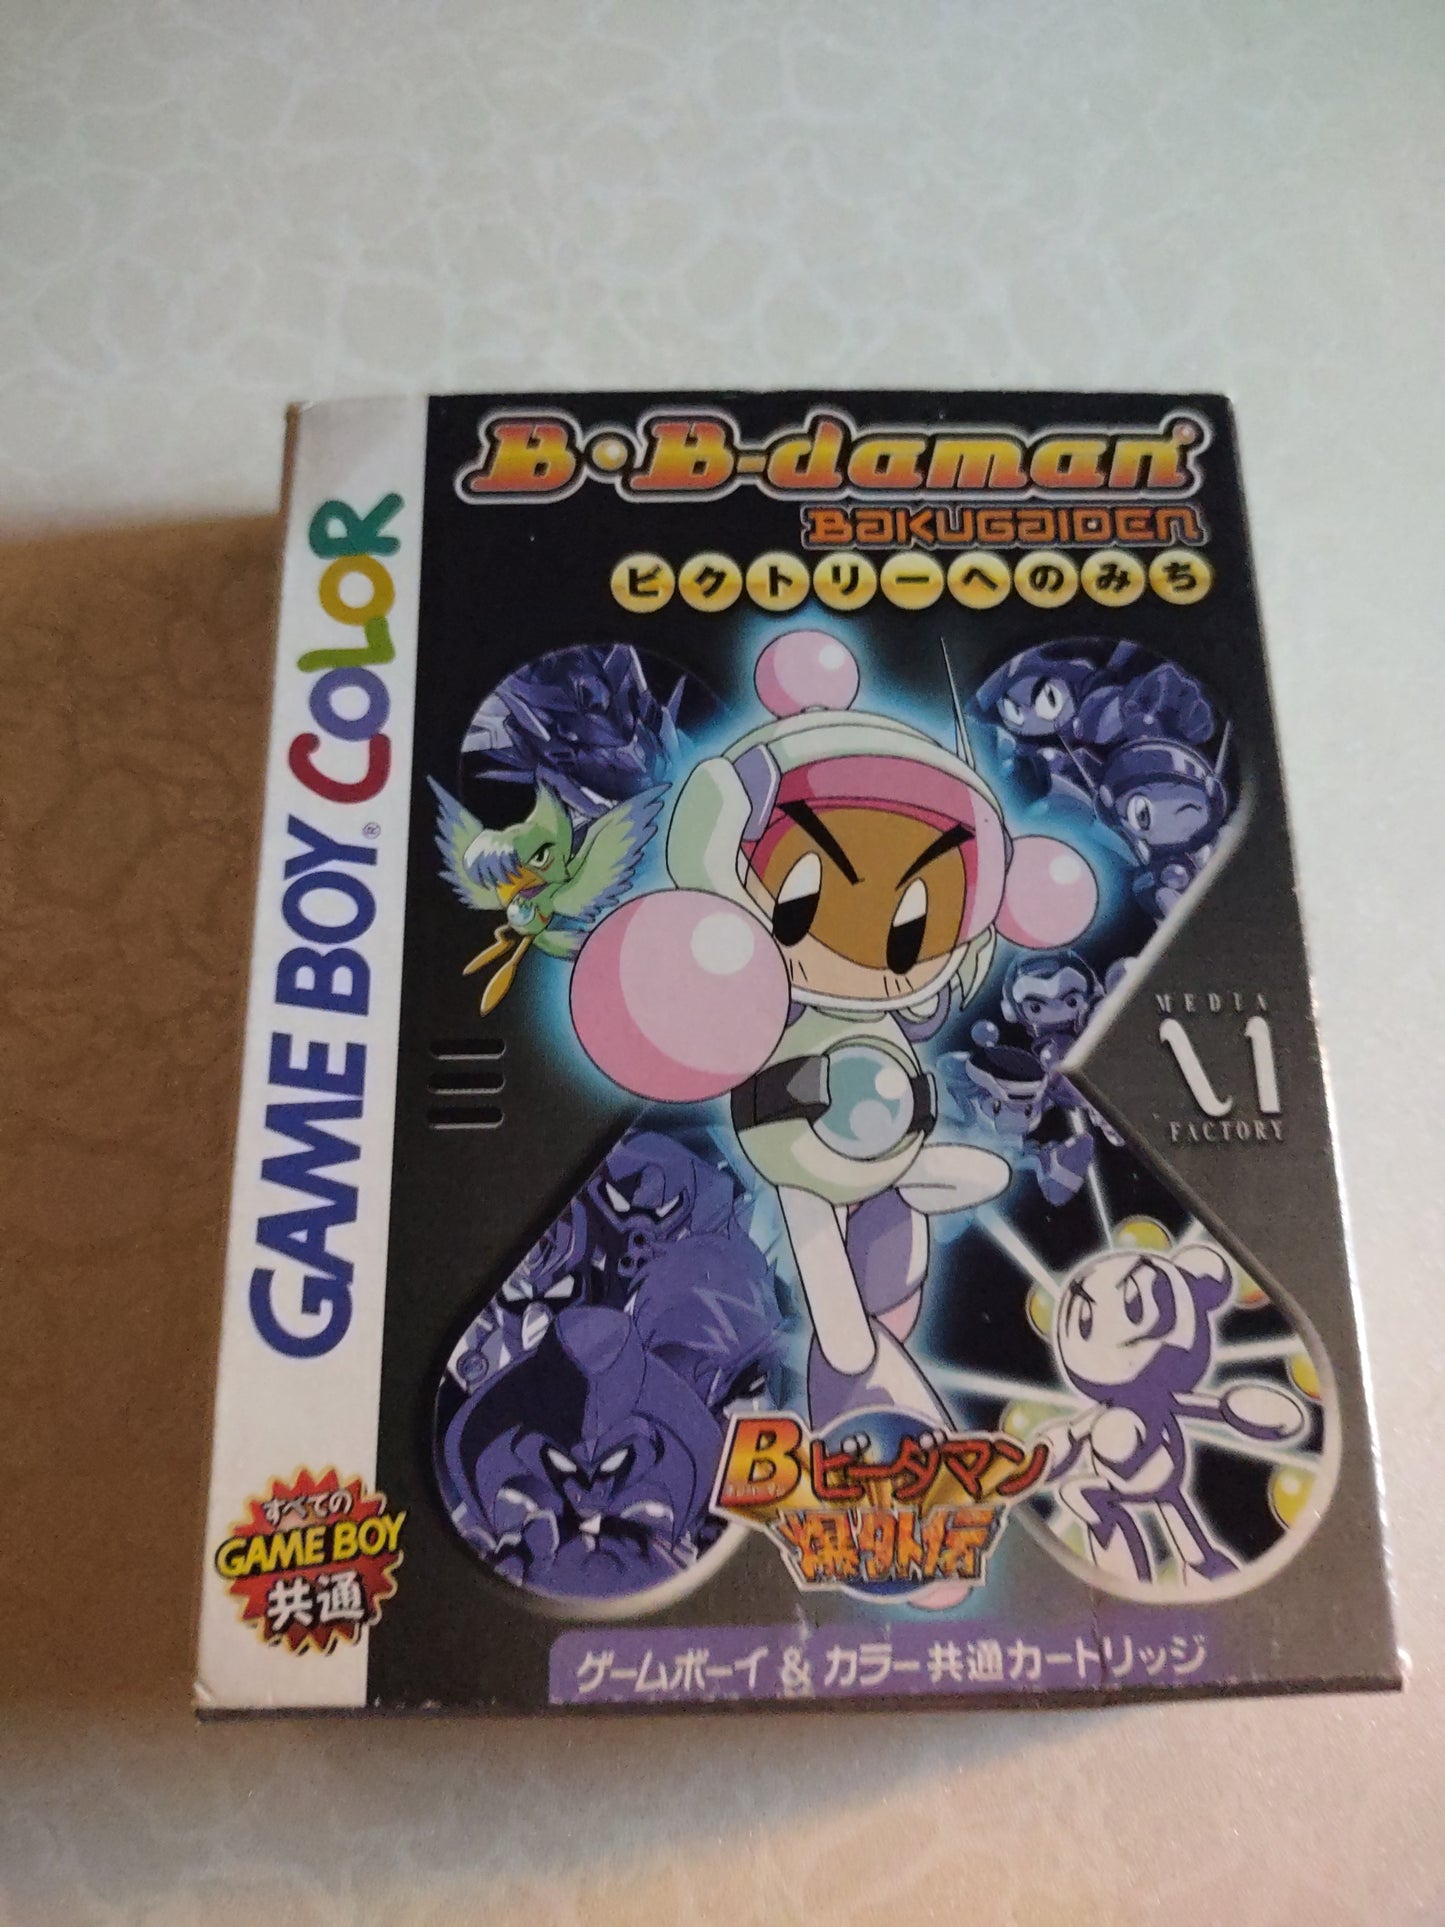 B・B-daman
BAKUGAIDEN
ビクトリーへのみち
GAME BOY COLOR
®
MEDIA
FACTORY
Bビーダマン
爆外伝
すべての
GAME BOY
共通
ゲームボーイ & カラー共通カートリッジ